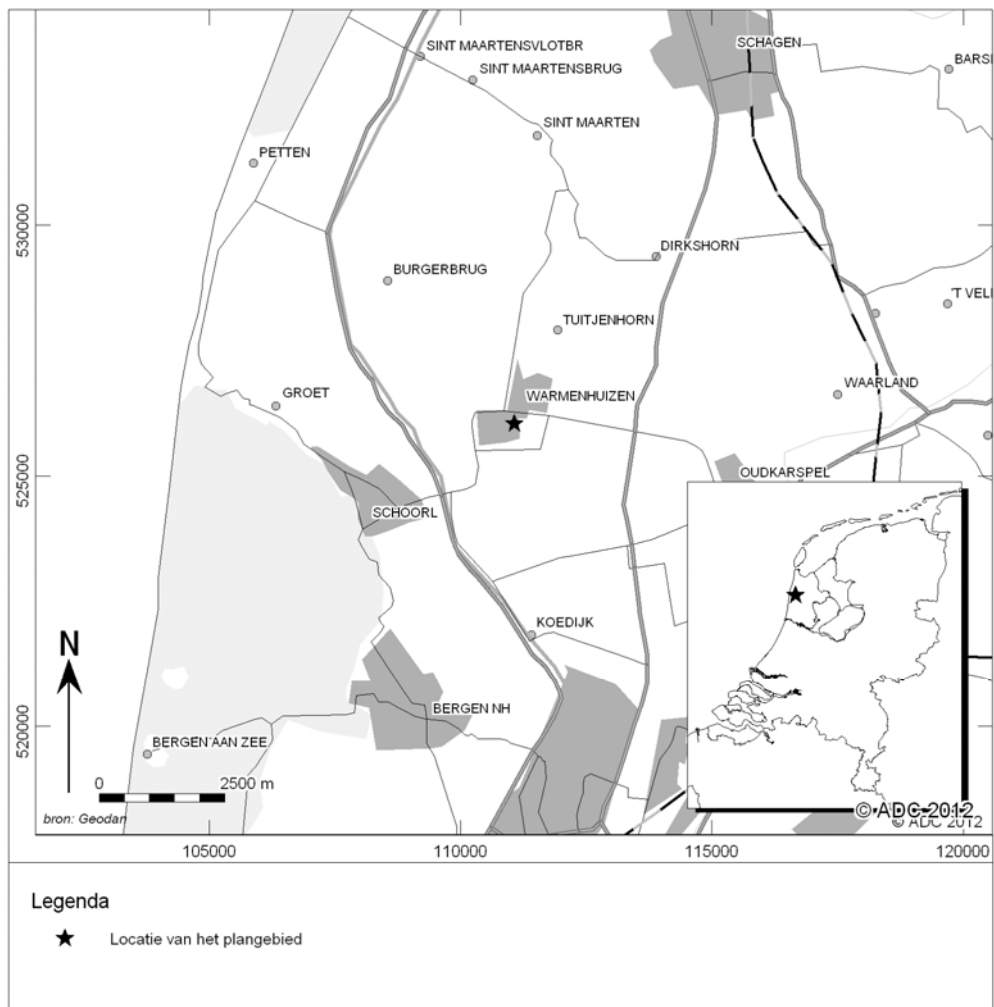 SCHAGEN
SINT MAARTENSVLOTBR
SINT MAARTENSBRUG
BARSI
SINT MAARTEN
PETTEN
530000
DIRKSHORN
BURGERBRUG
'T VEL
TUITJENHORN
WAARLAND
GROET
WARMENHUIZEN
525000
OUDKARSPEL
SCHOORL
KOEDIJK
N
BERGEN NH
520000
BERGEN AAN ZEE
0 2500 m
bron: Geodan
© ADC 2012
© ADC 2012
105000 110000 115000 120000
Legenda
Locatie van het plangebied